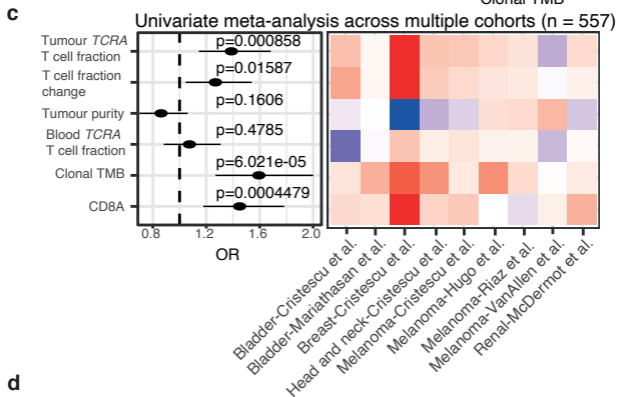 Clonal TMB
c
Univariate meta-analysis across multiple cohorts (n = 557)
Tumour TCRA
T cell fraction
p=0.000858
T cell fraction
change
p=0.01587
Tumour purity
p=0.1606
Blood TCRA
T cell fraction
p=0.4785
Clonal TMB
p=6.021e-05
CD8A
p=0.0004479
0.8 1.2 1.6 2.0
OR
Bladder-Cristescu et al.
Bladder-Mariathasan et al.
Breast-Cristescu et al.
Head and neck-Cristescu et al.
Melanoma-Cristescu et al.
Melanoma-Hugo et al.
Melanoma-Riaz et al.
Melanoma-VanAllen et al.
Renal-McDermot et al.
d